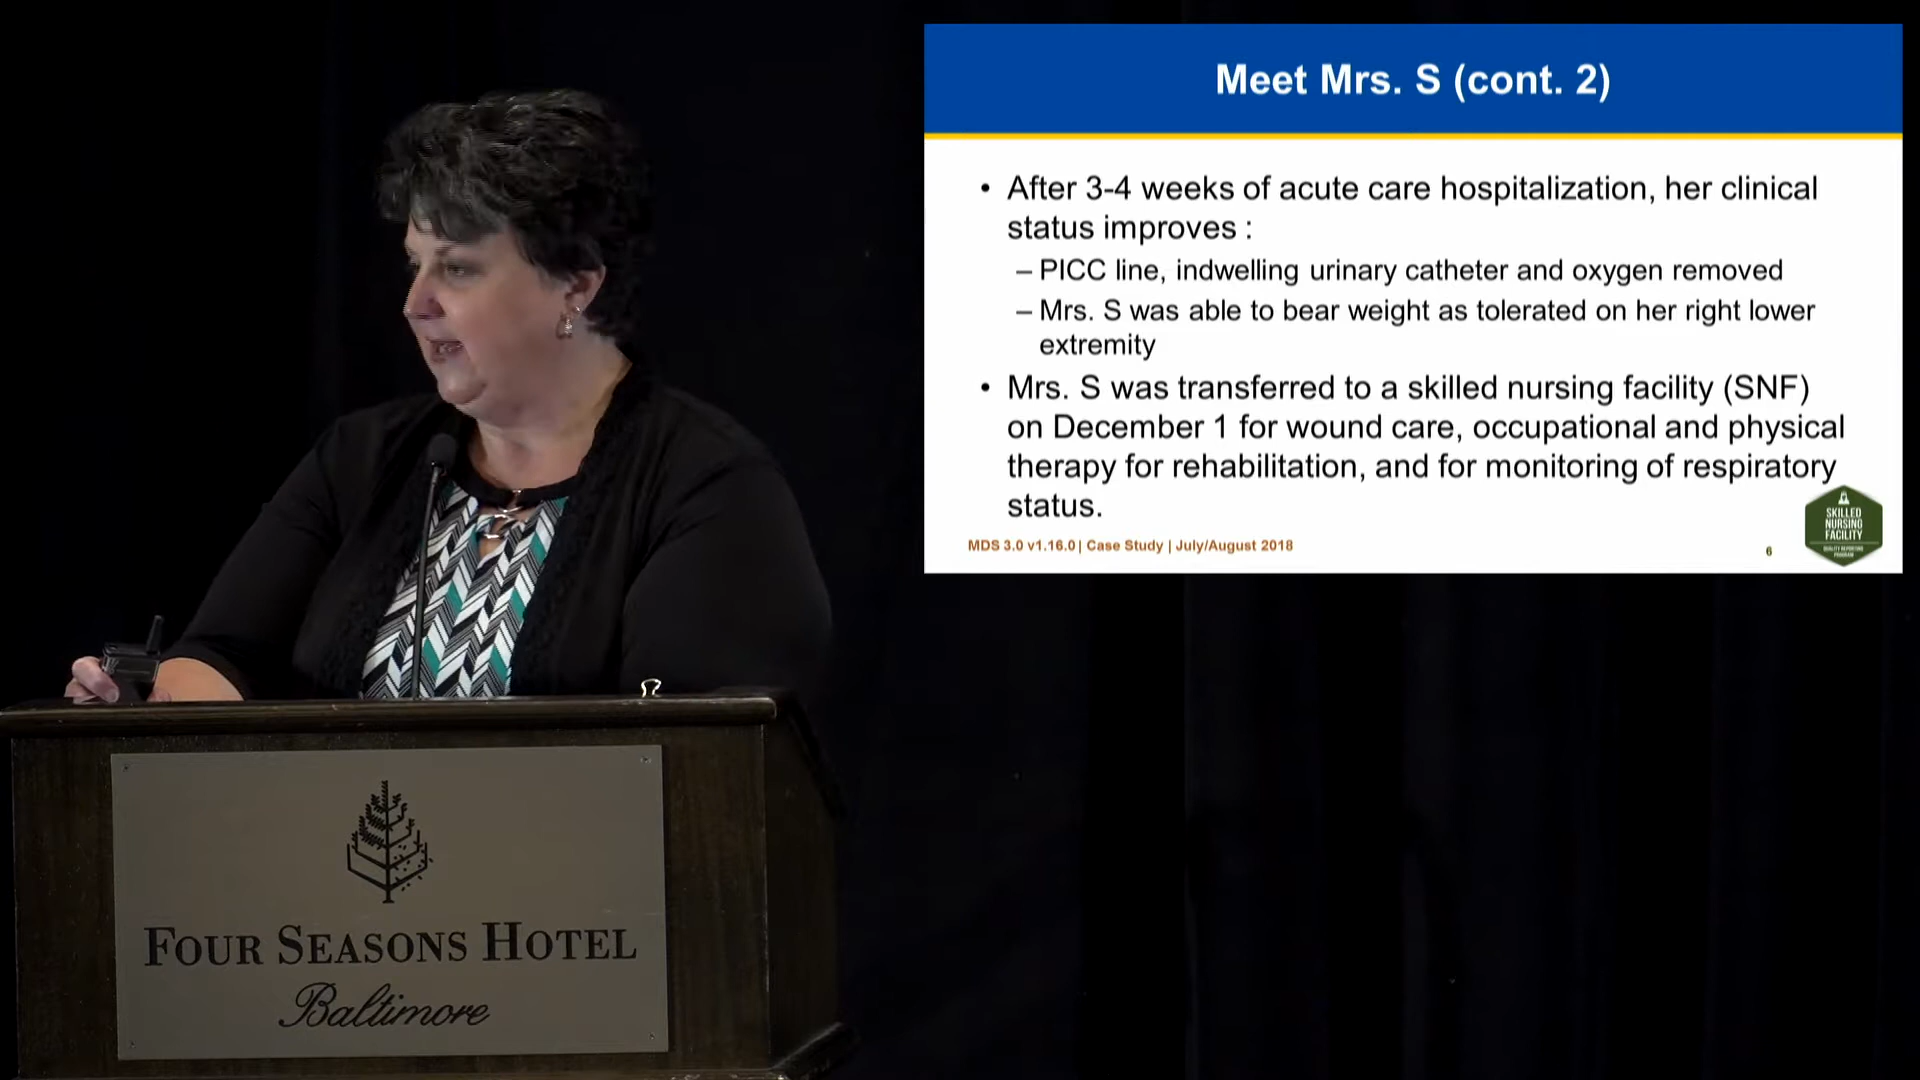 Meet Mrs. S (cont. 2)
• After 3-4 weeks of acute care hospitalization, her clinical
status improves :
– PICC line, indwelling urinary catheter and oxygen removed
– Mrs. S was able to bear weight as tolerated on her right lower
extremity
• Mrs. S was transferred to a skilled nursing facility (SNF)
on December 1 for wound care, occupational and physical
therapy for rehabilitation, and for monitoring of respiratory
status.
MDS 3.0 v1.16.0 | Case Study | July/August 2018
6
SKILLED
NURSING
FACILITY
QUALITY REPORTING
PROGRAM
FOUR SEASONS HOTEL
Baltimore